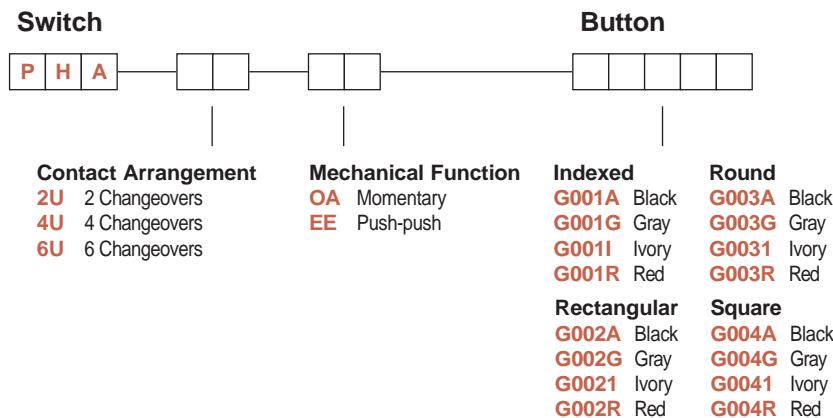 Switch
Button
P H A
Contact Arrangement
2U 2 Changeovers
4U 4 Changeovers
6U 6 Changeovers
Mechanical Function
OA Momentary
EE Push-push
Indexed
G001A Black
G001G Gray
G001I Ivory
G001R Red
Round
G003A Black
G003G Gray
G0031 Ivory
G003R Red
Rectangular
G002A Black
G002G Gray
G0021 Ivory
G002R Red
Square
G004A Black
G004G Gray
G0041 Ivory
G004R Red